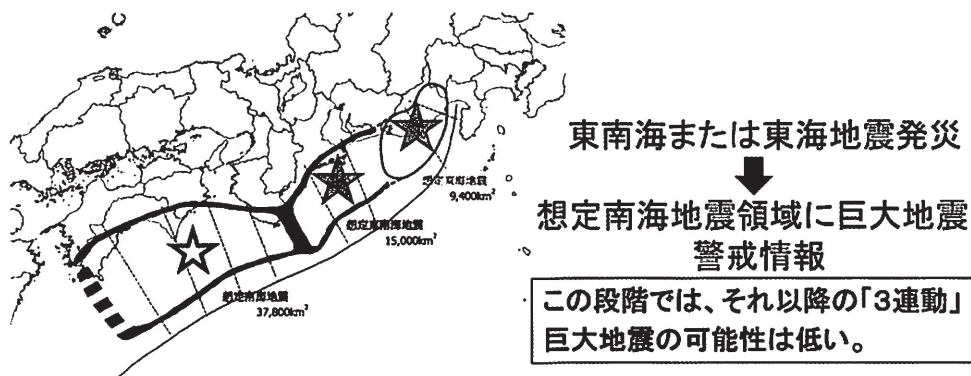 想定東海地震
9,400km²
想定東南海地震
15,000km²
想定南海地震
37,800km²
東南海または東海地震発災
想定南海地震領域に巨大地震
警戒情報
この段階では、それ以降の「3連動」
巨大地震の可能性は低い。